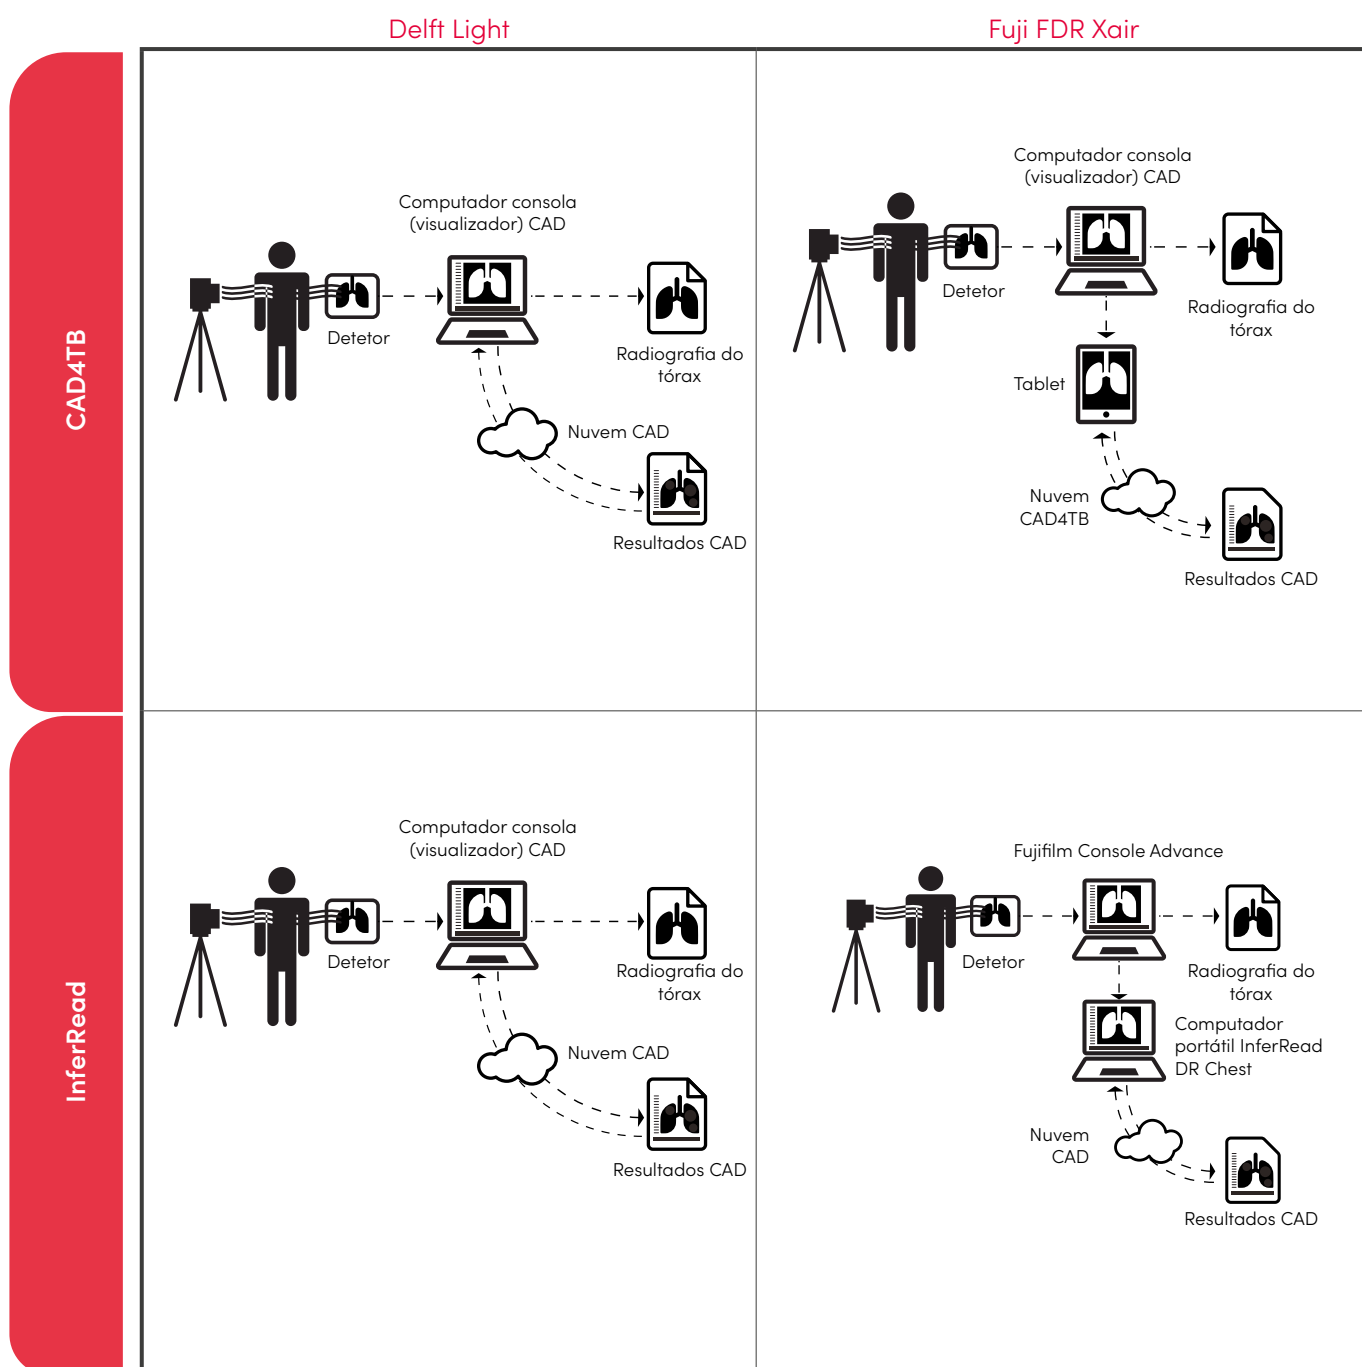 Delft Light
Fuji FDR Xair
CAD4TB
Computador consola
(visualizador) CAD
Detetor
Radiografia do
tórax
Nuvem CAD
Resultados CAD
Computador consola
(visualizador) CAD
Detetor
Radiografia do
tórax
Tablet
Nuvem
CAD4TB
Resultados CAD
InferRead
Computador consola
(visualizador) CAD
Detetor
Radiografia do
tórax
Nuvem CAD
Resultados CAD
Fujifilm Console Advance
Detetor
Radiografia do
tórax
Computador
portátil InferRead
DR Chest
Nuvem
CAD
Resultados CAD